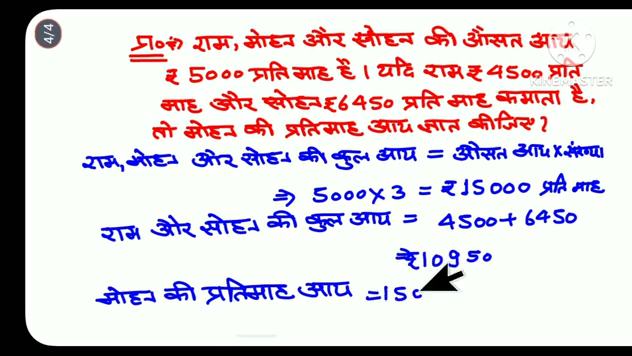 4/4
प्र०※ राम, मोहन और सोहन की औसत आय
₹ 5000 प्रति माह है। यदि राम ₹ 4500 प्रति
KINEMASTER
माह और सोहन ₹ 6450 प्रति माह कमाता है,
तो मोहन की प्रतिमाह आय ज्ञात कीजिए?
राम, मोहन और सोहन की कुल आय = औसत आय × संख्या
⇒ 5000 × 3 = ₹ 15000 प्रति माह
राम और सोहन की कुल आय = 4500 + 6450
⇒ ₹ 10950
मोहन की प्रतिमाह आय = 150